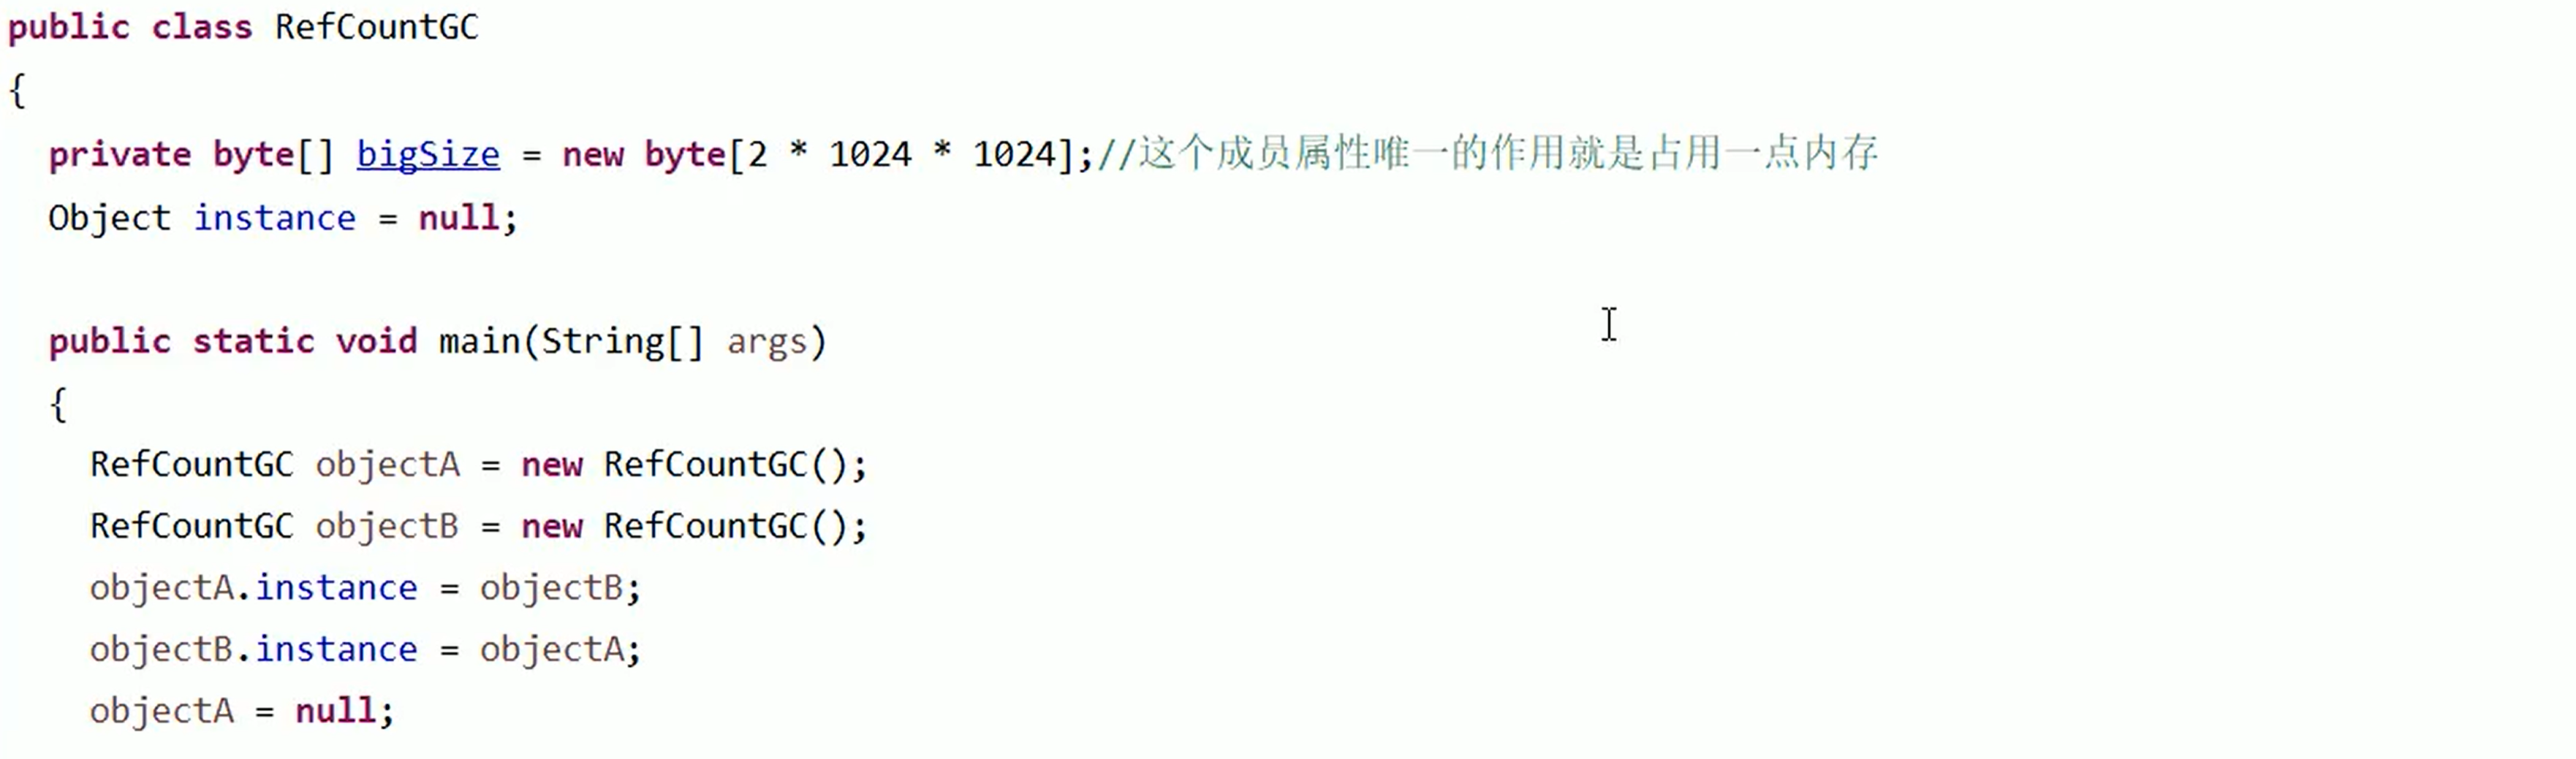 public class RefCountGC
{
private byte[] bigSize = new byte[2 * 1024 * 1024];//这个成员属性唯一的作用就是占用一点内存
Object instance = null;
public static void main(String[] args)
{
RefCountGC objectA = new RefCountGC();
RefCountGC objectB = new RefCountGC();
objectA.instance = objectB;
objectB.instance = objectA;
objectA = null;